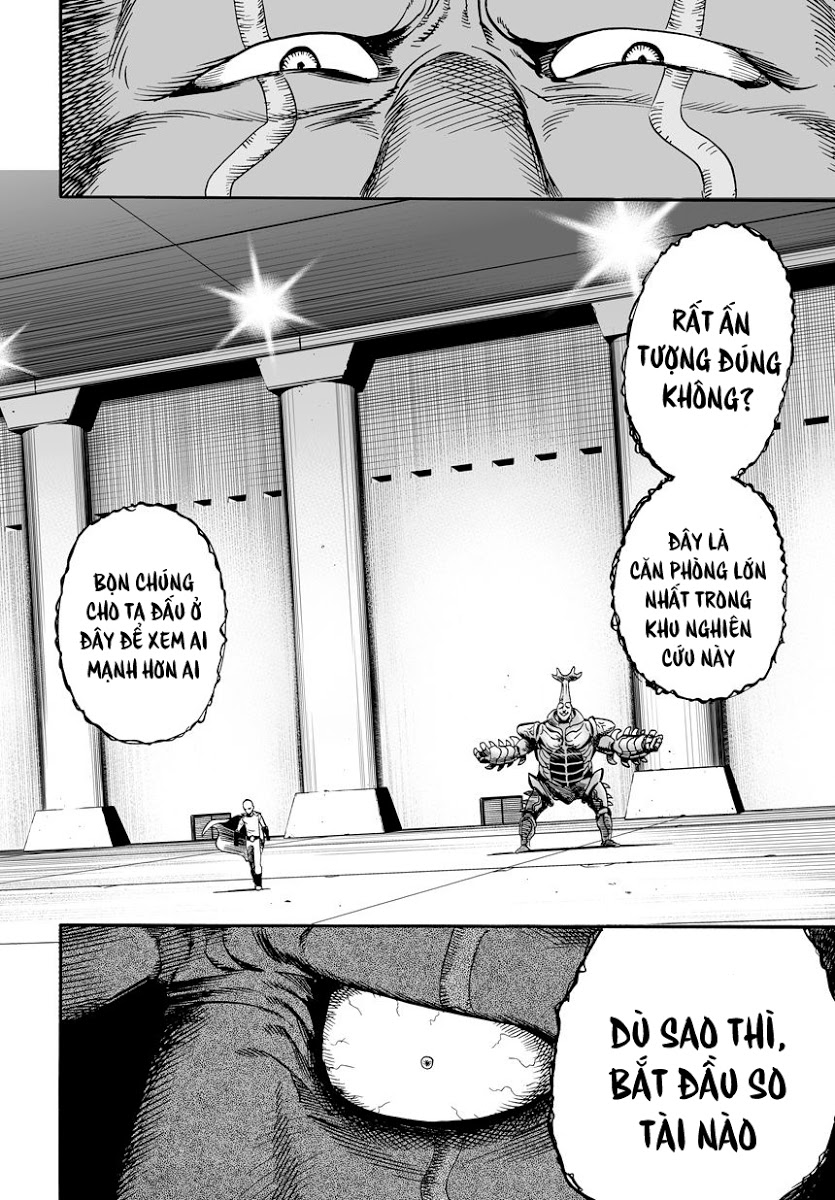 RẤT ẤN
TƯỢNG ĐÚNG
KHÔNG?
ĐÂY LÀ
CĂN PHÒNG LỚN
NHẤT TRONG
KHU NGHIÊN
CỨU NÀY
BỌN CHÚNG
CHO TA ĐẤU Ở
ĐÂY ĐỂ XEM AI
MẠNH HƠN AI
DÙ SAO THÌ,
BẮT ĐẦU SO
TÀI NÀO